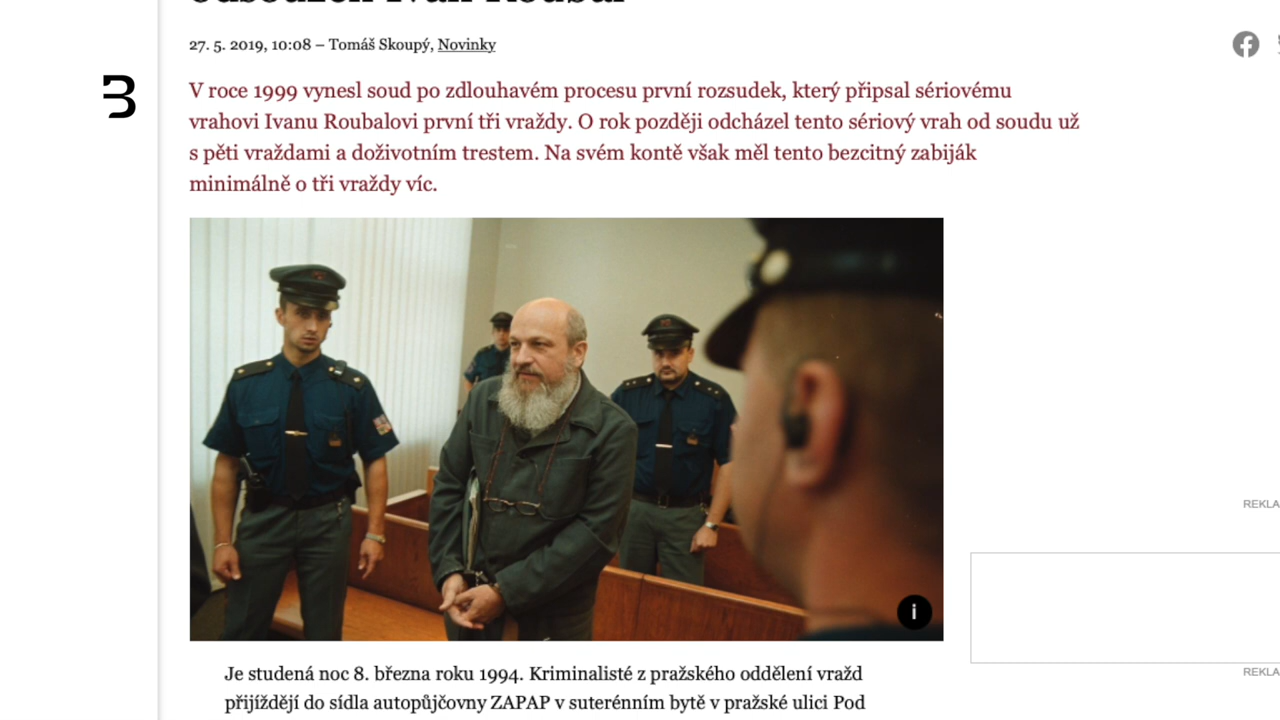 27. 5. 2019, 10:08 – Tomáš Skoupý, Novinky
V roce 1999 vynesl soud po zdlouhavém procesu první rozsudek, který připsal sériovému
vrahovi Ivanu Roubalovi první tři vraždy. O rok později odcházel tento sériový vrah od soudu už
s pěti vraždami a doživotním trestem. Na svém kontě však měl tento bezcitný zabiják
minimálně o tři vraždy víc.
i
REKLA
REKLA
Je studená noc 8. března roku 1994. Kriminalisté z pražského oddělení vražd
přijíždějí do sídla autopůjčovny ZAPAP v suterénním bytě v pražské ulici Pod